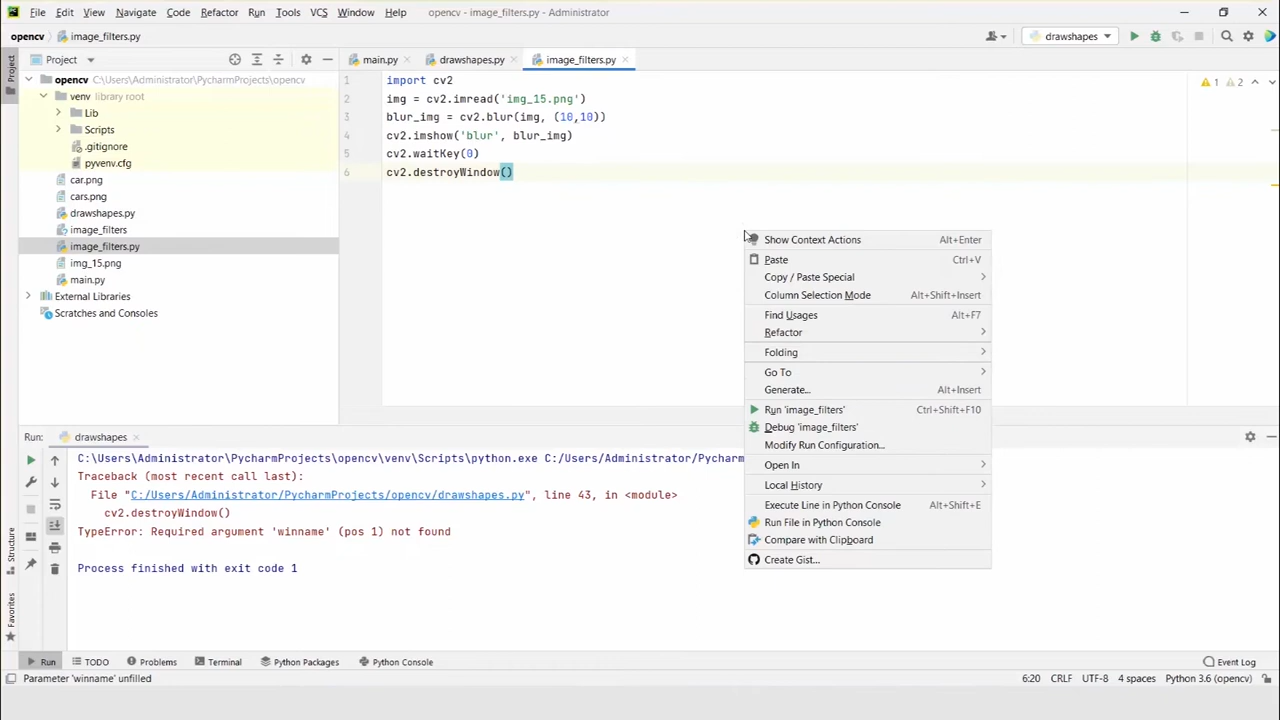 File Edit View Navigate Code Refactor Run Tools VCS Window Help opencv - image_filters.py - Administrator
opencv image_filters.py drawshapes
Project main.py drawshapes.py image_filters.py
Project
opencv C:\Users\Administrator\PycharmProjects\opencv
venv library root
Lib
Scripts
.gitignore
pyvenv.cfg
car.png
cars.png
drawshapes.py
image_filters
image_filters.py
img_15.png
main.py
External Libraries
Scratches and Consoles
1 import cv2
2 img = cv2.imread('img_15.png')
3 blur_img = cv2.blur(img, (10,10))
4 cv2.imshow('blur', blur_img)
5 cv2.waitKey(0)
6 cv2.destroyWindow()
1 2
Show Context Actions Alt+Enter
Paste Ctrl+V
Copy / Paste Special
Column Selection Mode Alt+Shift+Insert
Find Usages Alt+F7
Refactor
Folding
Go To
Generate... Alt+Insert
Run 'image_filters' Ctrl+Shift+F10
Debug 'image_filters'
Modify Run Configuration...
Open In
Local History
Execute Line in Python Console Alt+Shift+E
Run File in Python Console
Compare with Clipboard
Create Gist...
Run: drawshapes
C:\Users\Administrator\PycharmProjects\opencv\venv\Scripts\python.exe C:/Users/Administrator/Pycharm
Traceback (most recent call last):
File "C:/Users/Administrator/PycharmProjects/opencv/drawshapes.py", line 43, in <module>
cv2.destroyWindow()
TypeError: Required argument 'winname' (pos 1) not found
Process finished with exit code 1
Structure
Favorites
Run TODO Problems Terminal Python Packages Python Console Event Log
Parameter 'winname' unfilled 6:20 CRLF UTF-8 4 spaces Python 3.6 (opencv)